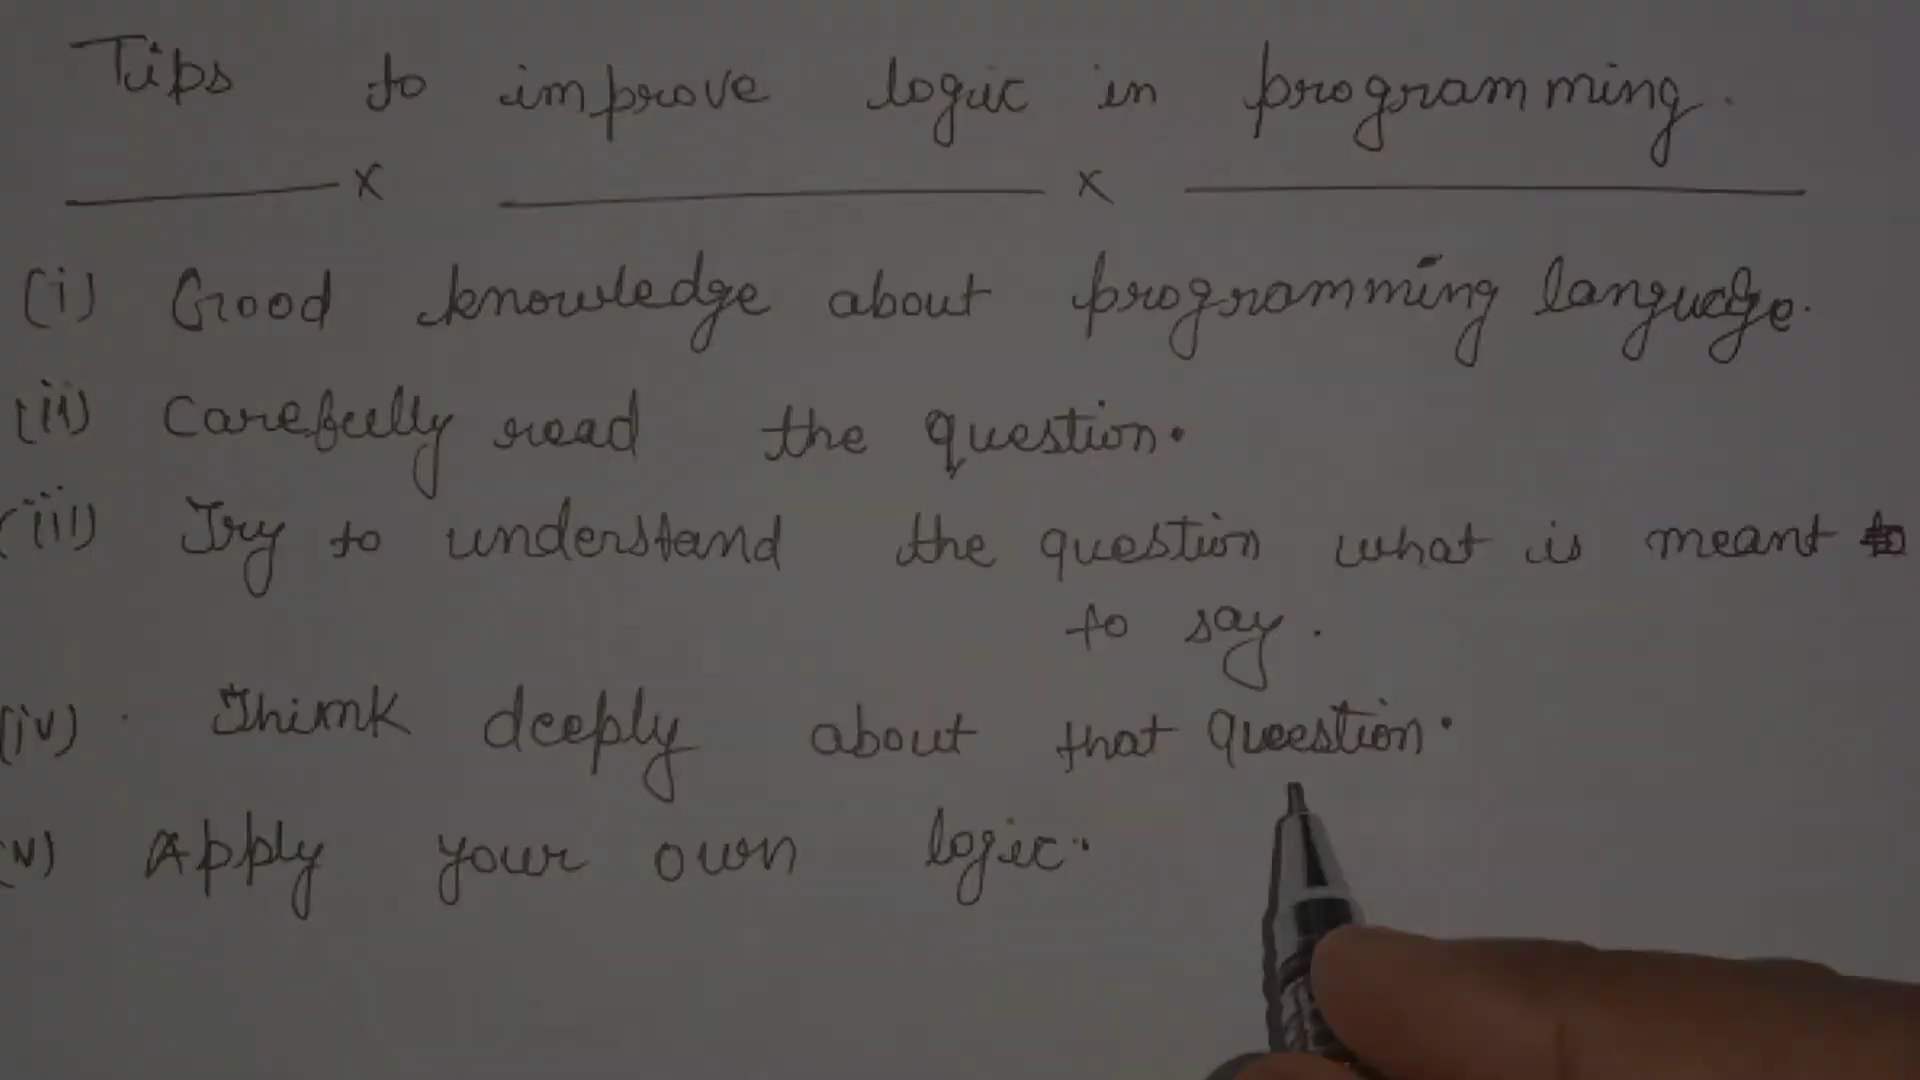 Tips to improve logic in programming.
x x
(i) Good knowledge about programming language.
(ii) Carefully read the question.
(iii) Try to understand the question what is meant
to say.
(iv) Think deeply about that question.
(v) Apply your own logic.